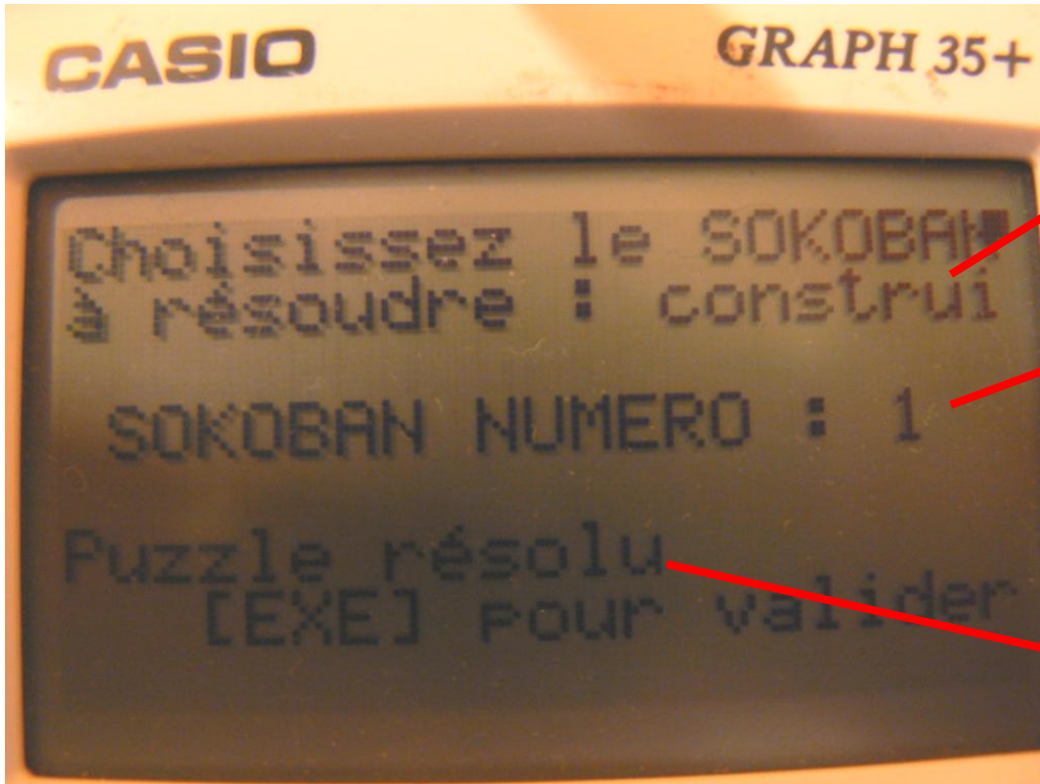 CASIO GRAPH 35+
Choisissez le SOKOBAN
à résoudre : construi
SOKOBAN NUMERO : 1
Puzzle résolu
[EXE] pour valider